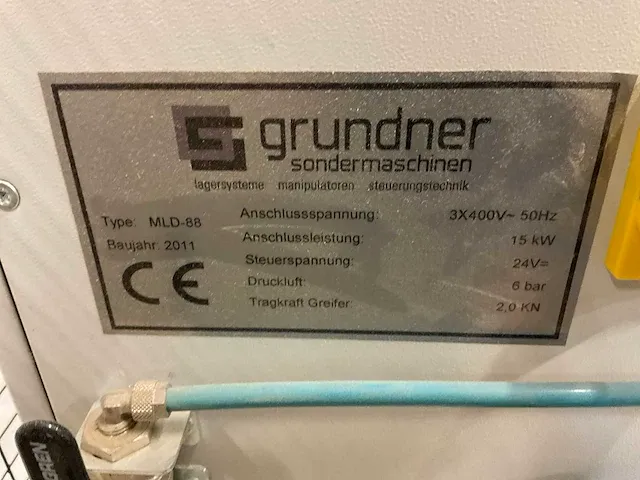 grundner
sondermaschinen
lagersysteme manipulatoren steuerungstechnik
Type: MLD-88
Baujahr: 2011
CE
Anschlussspannung: 3X400V~ 50Hz
Anschlussleistung: 15 kW
Steuerspannung: 24V=
Druckluft: 6 bar
Tragkraft Greifer: 2,0 KN
GREN